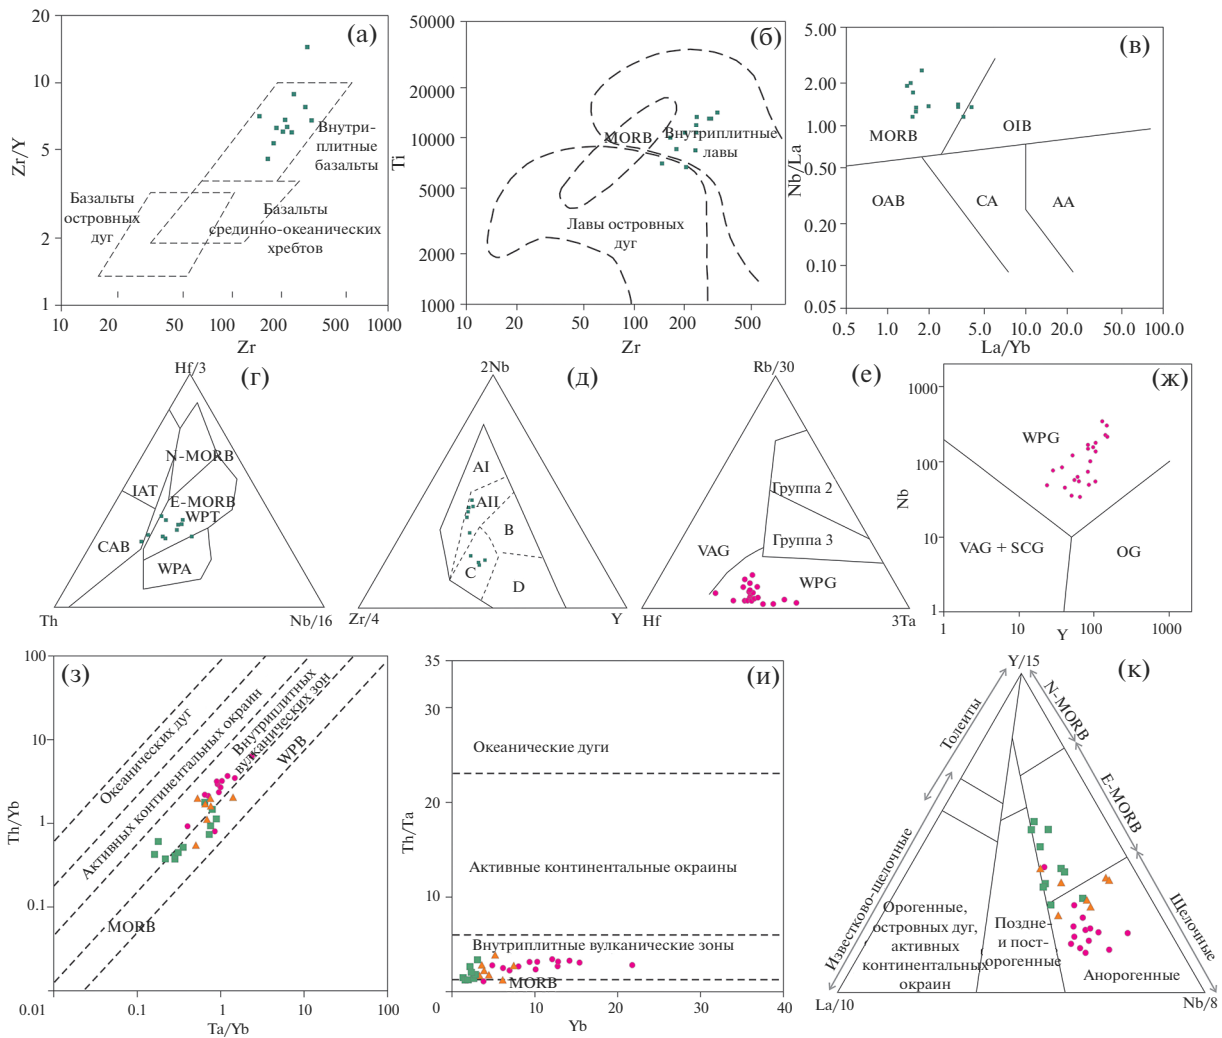 (а)
20
10
5
2
1
Zr/Y
Внутри-
плитные
базальты
Базальты
островных
дуг
Базальты
срединно-океанических
хребтов
10
20
50
100
200
500
1000
Zr
(б)
50000
20000
10000
5000
2000
1000
Ti
MORB
Внутриплитные
лавы
Лавы островных
дуг
10
20
50
100
200
500
Zr
(в)
5.00
2.00
1.00
0.50
0.20
0.10
0.05
Nb/La
MORB
OIB
OAB
CA
AA
0.5
1.0
2.0
5.0
10.0
20.0
100.0
La/Yb
(г)
Hf/3
N-MORB
IAT
E-MORB
WPT
CAB
WPA
Th
Nb/16
(д)
2Nb
AI
AII
B
C
D
Zr/4
Y
(е)
Rb/30
Группа 2
Группа 3
VAG
WPG
Hf
3Ta
(ж)
1000
100
10
1
Nb
WPG
VAG + SCG
OG
1
10
100
1000
Y
(з)
100
10
1
0.1
Th/Yb
Океанических дуг
Активных континентальных окраин
Внутриплитных
вулканических зон
WPB
MORB
0.01
0.1
1
10
100
Ta/Yb
(и)
35
30
20
10
0
Th/Ta
Океанические дуги
Активные континентальные окраины
Внутриплитные вулканические зоны
MORB
0
10
20
30
40
Yb
(к)
Y/15
Толеиты
N-MORB
E-MORB
Известково-щелочные
Щелочные
Орогенные,
островных дуг,
активных
континентальных
окраин
Поздне-
и пост-
орогенные
Анорогенные
La/10
Nb/8